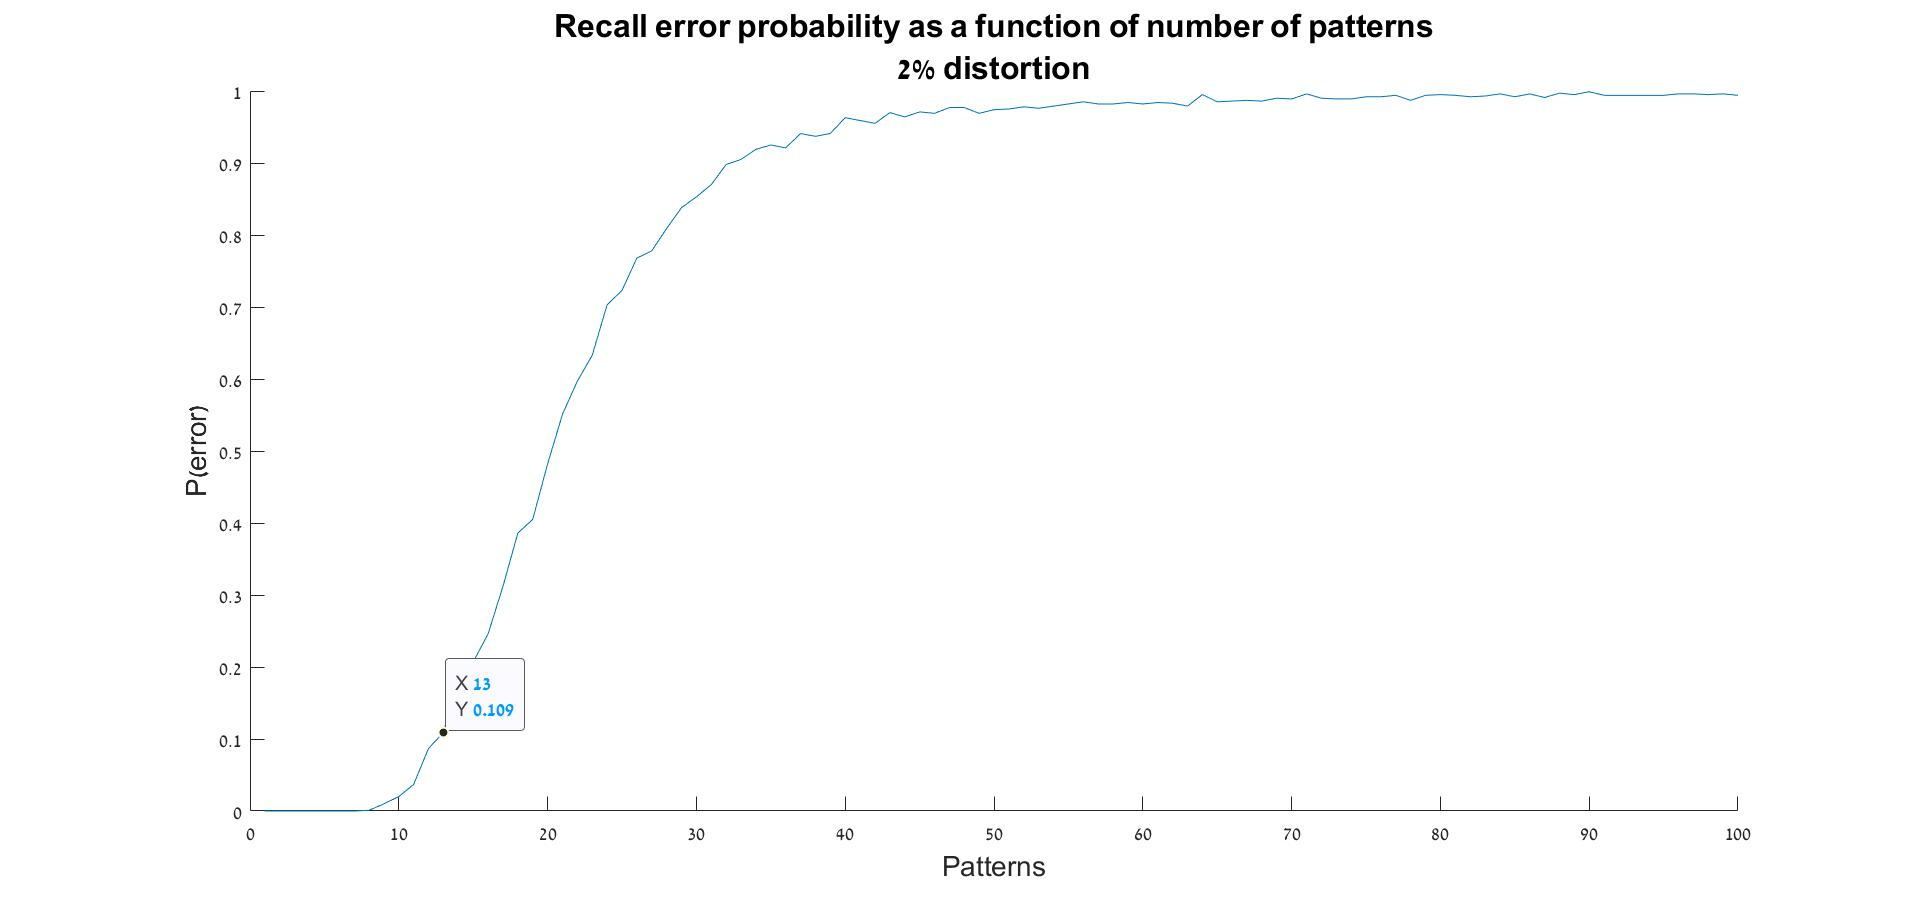 Recall error probability as a function of number of patterns
2% distortion
1
0.9
0.8
0.7
0.6
0.5
0.4
0.3
0.2
0.1
0
P(error)
X 13
Y 0.109
0 10 20 30 40 50 60 70 80 90 100
Patterns